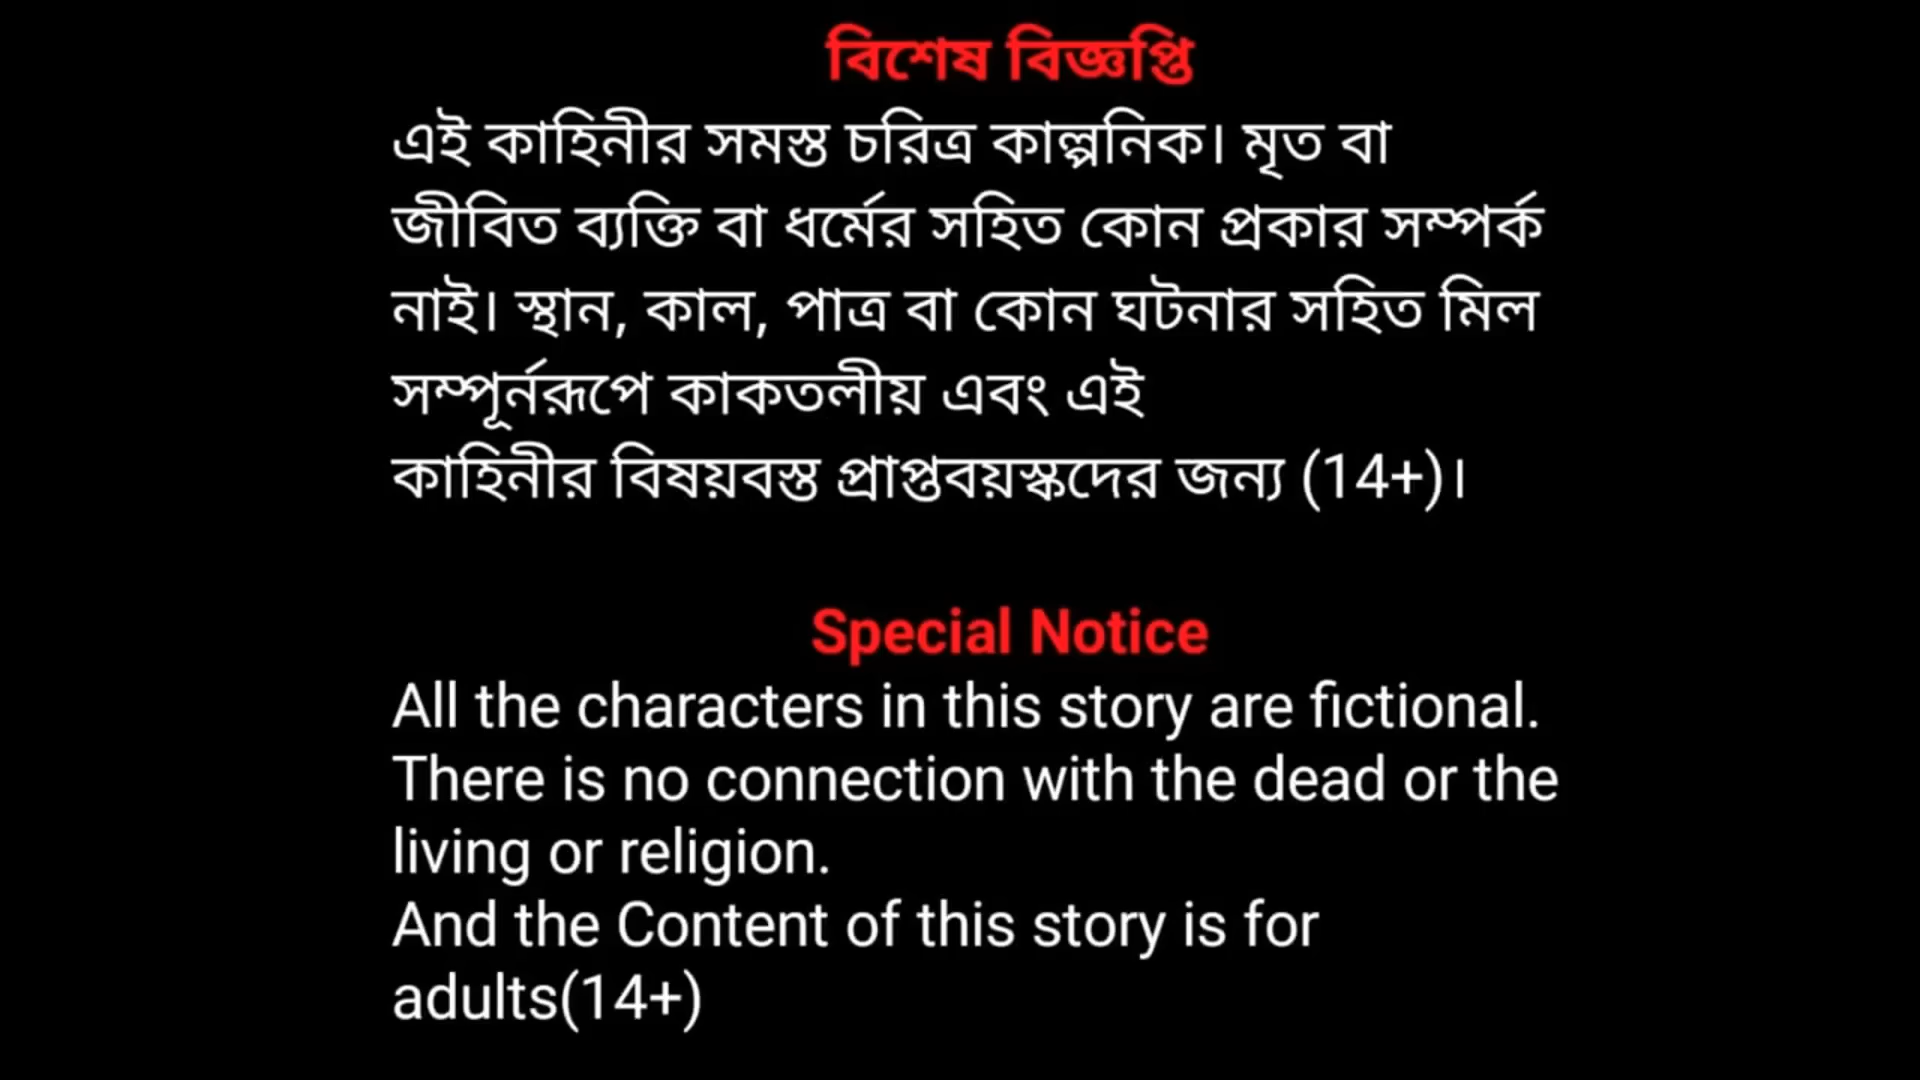 বিশেষ বিজ্ঞপ্তি
এই কাহিনীর সমস্ত চরিত্র কাল্পনিক। মৃত বা
জীবিত ব্যক্তি বা ধর্মের সহিত কোন প্রকার সম্পর্ক
নাই। স্থান, কাল, পাত্র বা কোন ঘটনার সহিত মিল
সম্পূর্নরূপে কাকতলীয় এবং এই
কাহিনীর বিষয়বস্তু প্রাপ্তবয়স্কদের জন্য (14+)।
Special Notice
All the characters in this story are fictional.
There is no connection with the dead or the
living or religion.
And the Content of this story is for
adults(14+)